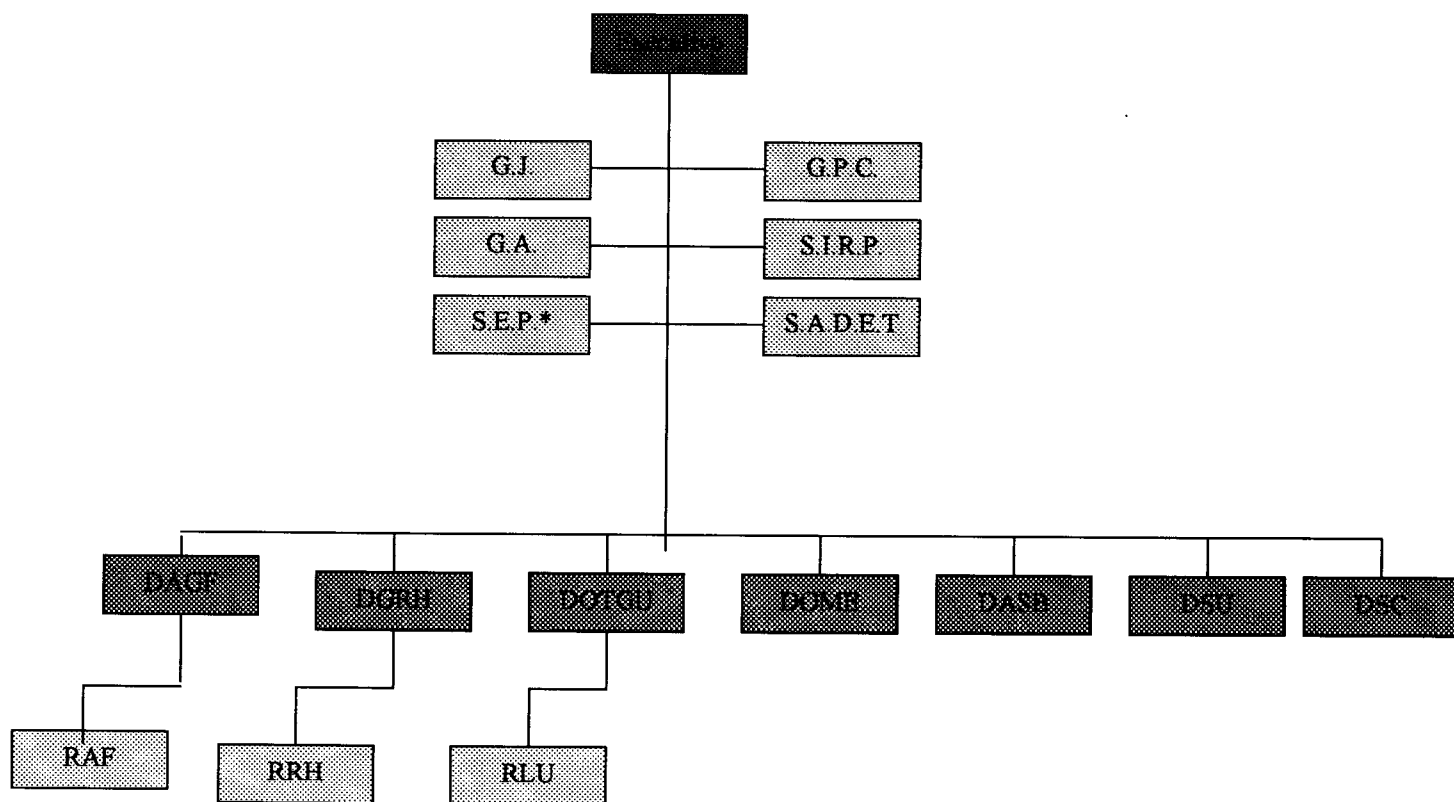 G.J.
G.P C.
G.A.
S.I.R.P
S.E.P. *
S.A D.E.T
DAGF
DGRH
DOTGU
DOMB
DASB
DSU
DSC
RAF
RRH
RLU